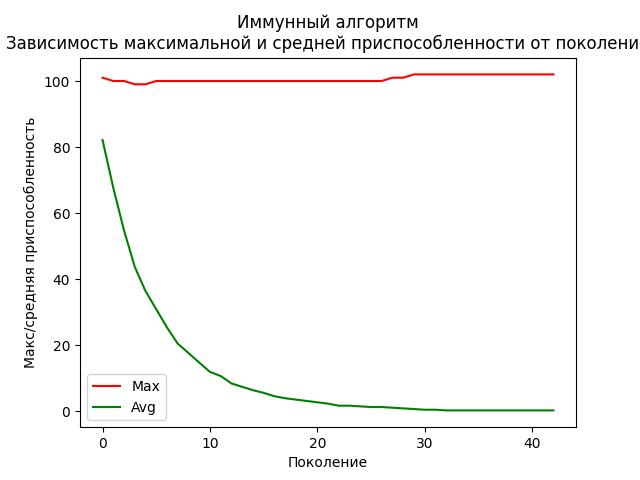 Иммунный алгоритм
Зависимость максимальной и средней приспособленности от поколени
Макс/средняя приспособленность
100
80
60
40
20
0
Max
Avg
0 10 20 30 40
Поколение